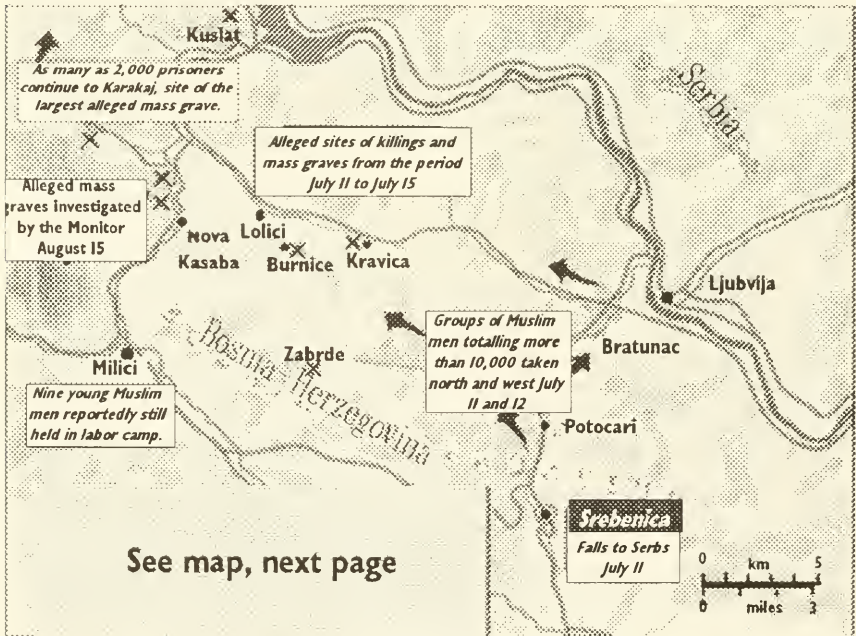 Kuslat
As many as 2,000 prisoners
continue to Karakaj, site of the
largest alleged mass grave.
Serbia
Alleged sites of killings and
mass graves from the period
July 11 to July 15
Alleged mass
graves investigated
by the Monitor
August 15
Nova
Kasaba
Lolici
Burnice
Kravica
Ljubvija
Groups of Muslim
men totalling more
than 10,000 taken
north and west July
11 and 12
Bratunac
Bosnia Herzegovina
Zabrde
Milici
Nine young Muslim
men reportedly still
held in labor camp.
Potocari
Srebenica
Falls to Serbs
July 11
See map, next page
0 km 5
0 miles 3